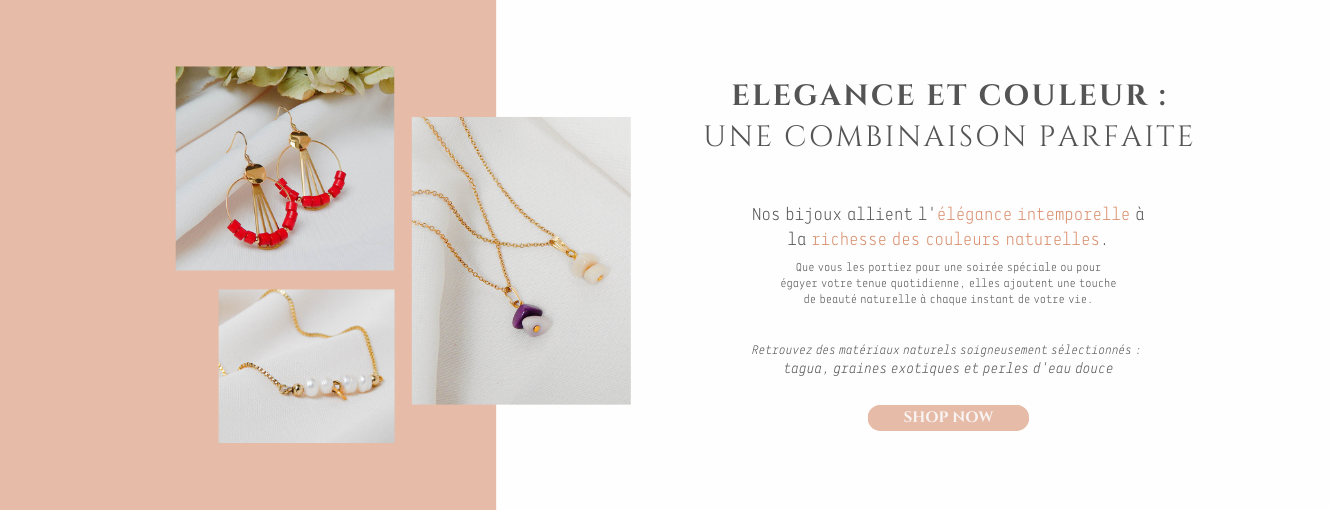 ELEGANCE ET COULEUR :
UNE COMBINAISON PARFAITE
Nos bijoux allient l'élégance intemporelle à
la richesse des couleurs naturelles.
Que vous les portiez pour une soirée spéciale ou pour
égayer votre tenue quotidienne, elles ajoutent une touche
de beauté naturelle à chaque instant de votre vie.
Retrouvez des matériaux naturels soigneusement sélectionnés :
tagua, graines exotiques et perles d'eau douce
SHOP NOW